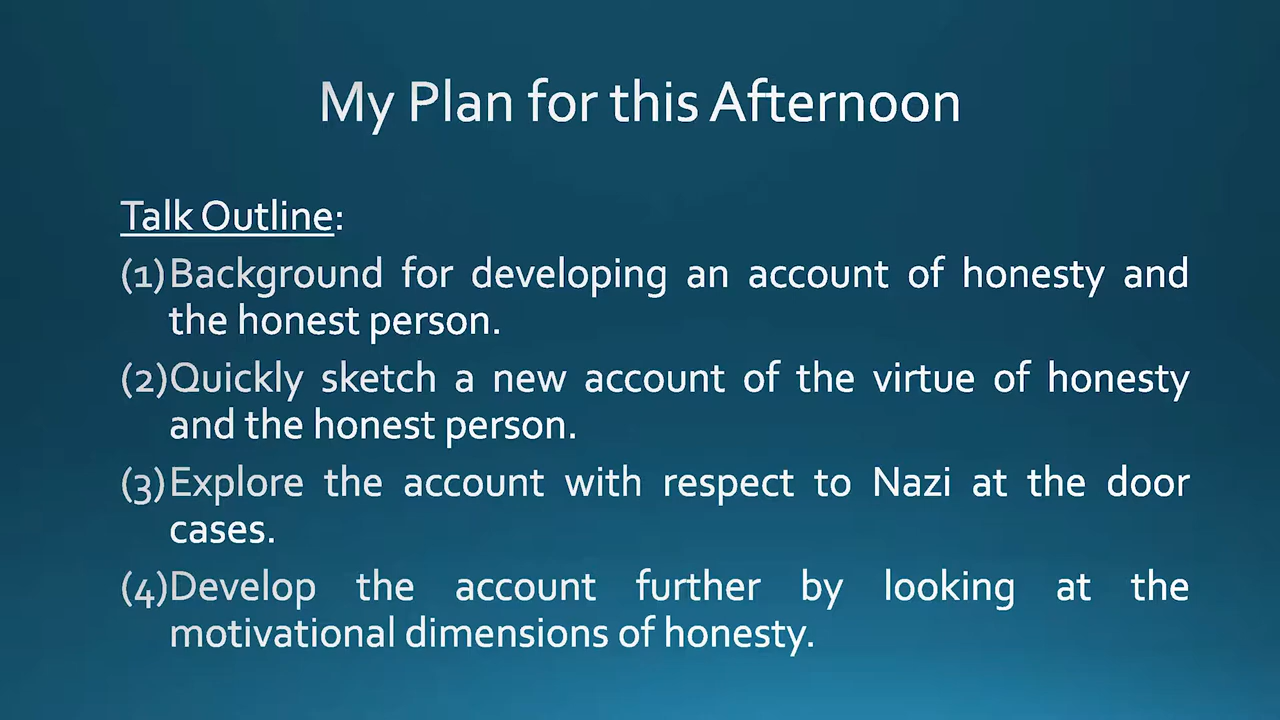 My Plan for this Afternoon
Talk Outline:
(1)Background for developing an account of honesty and
the honest person.
(2)Quickly sketch a new account of the virtue of honesty
and the honest person.
(3)Explore the account with respect to Nazi at the door
cases.
(4)Develop the account further by looking at the
motivational dimensions of honesty.